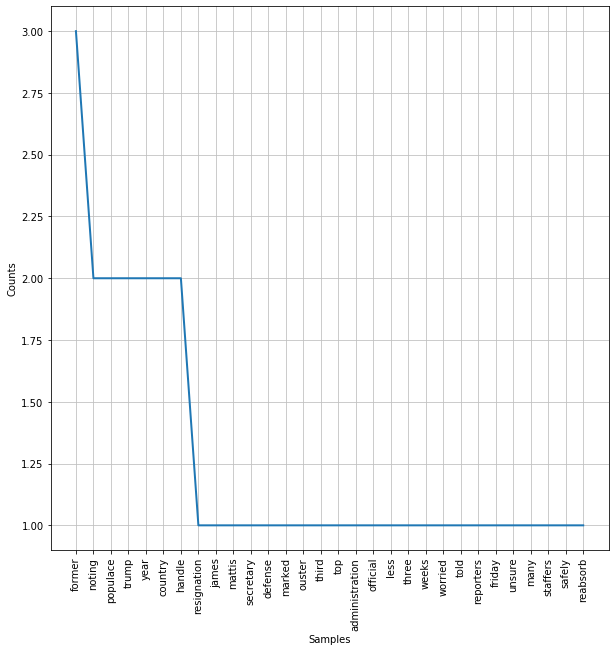 3.00
2.75
2.50
2.25
2.00
1.75
1.50
1.25
1.00
Counts
former
noting
populace
trump
year
country
handle
resignation
james
mattis
secretary
defense
marked
ouster
third
top
administration
official
less
three
weeks
worried
told
reporters
friday
unsure
many
staffers
safely
reabsorb
Samples